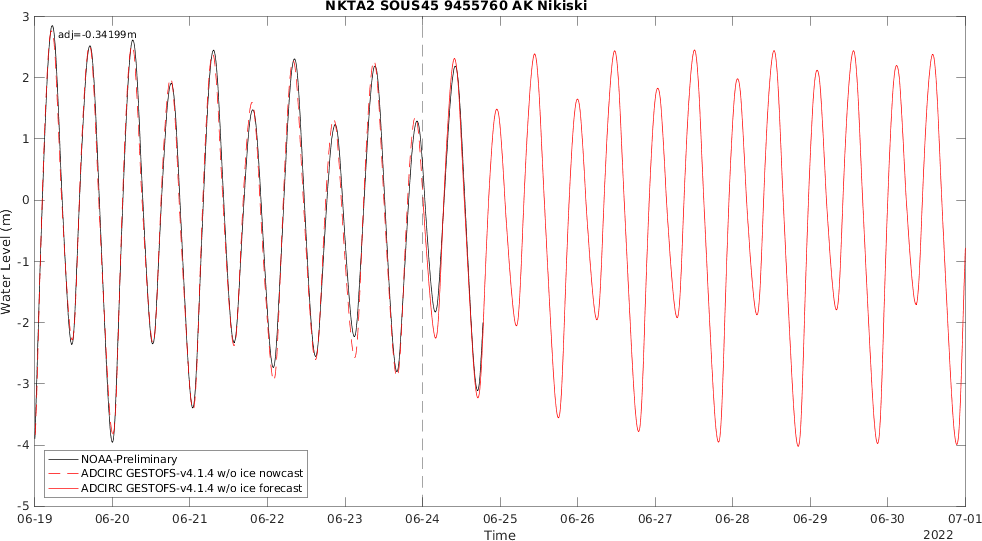 NKTA2 SOUS45 9455760 AK Nikiski
adj=-0.34199m
3
2
1
0
-1
-2
-3
-4
-5
Water Level (m)
NOAA-Preliminary
ADCIRC GESTOFS-v4.1.4 w/o ice nowcast
ADCIRC GESTOFS-v4.1.4 w/o ice forecast
06-19 06-20 06-21 06-22 06-23 06-24 06-25 06-26 06-27 06-28 06-29 06-30 07-01
Time
2022